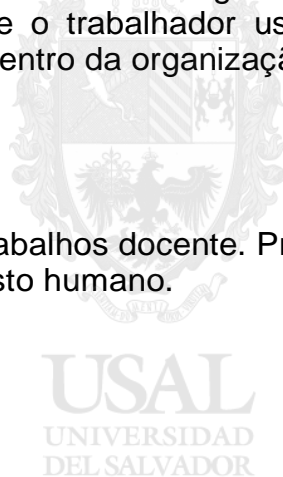 e o trabalhador us
entro da organizaçã
abalhos docente. Pr
sto humano.
USAL
UNIVERSIDAD
DEL SALVADOR